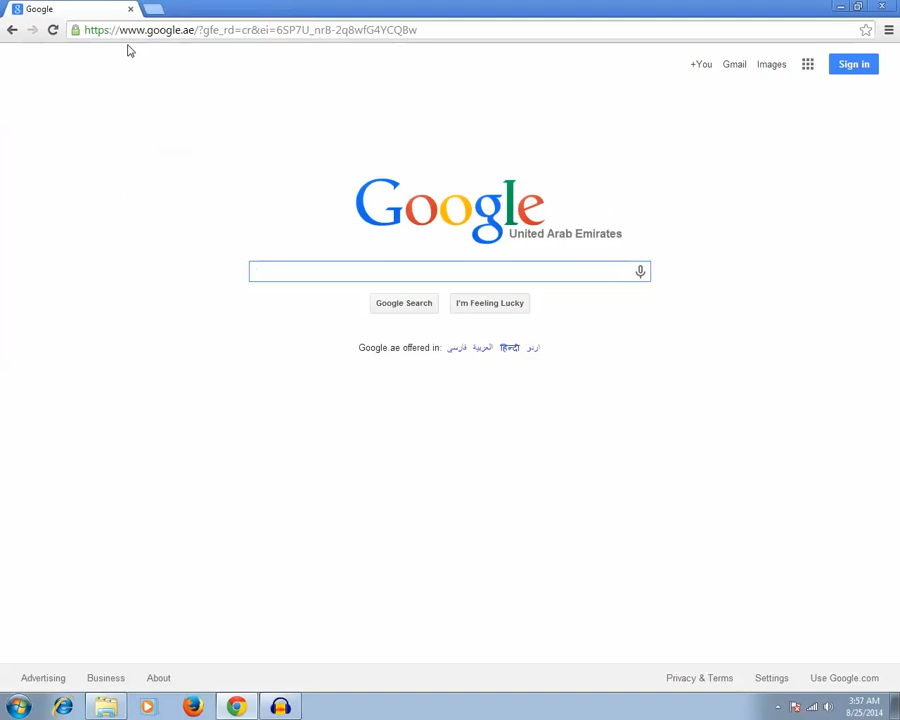 Google
https://www.google.ae/?gfe_rd=cr&ei=6SP7U_nrB-2q8wfG4YCQBw
+You Gmail Images Sign in
Google
United Arab Emirates
Google Search I'm Feeling Lucky
Google.ae offered in: فارسی العربية हिन्दी اردو
Advertising Business About Privacy & Terms Settings Use Google.com
3:57 AM
8/25/2014